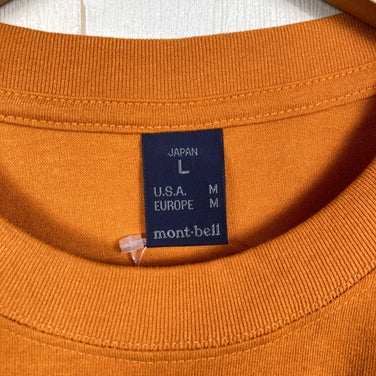 JAPAN
L
U.S.A. M
EUROPE M
mont-bell